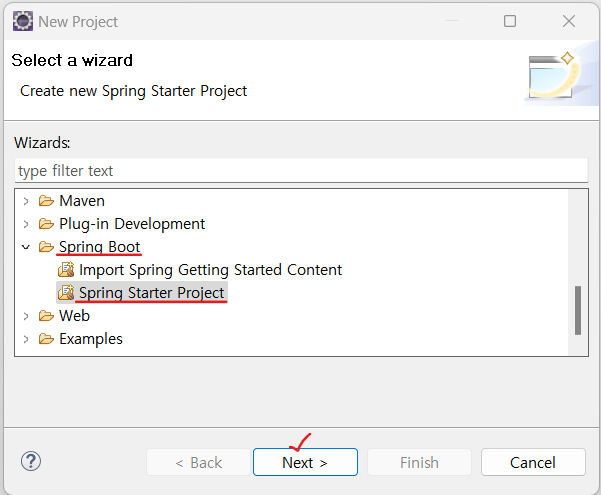 New Project
Select a wizard
Create new Spring Starter Project
Wizards:
type filter text
Maven
Plug-in Development
Spring Boot
Import Spring Getting Started Content
Spring Starter Project
Web
Examples
?
< Back
Next >
Finish
Cancel